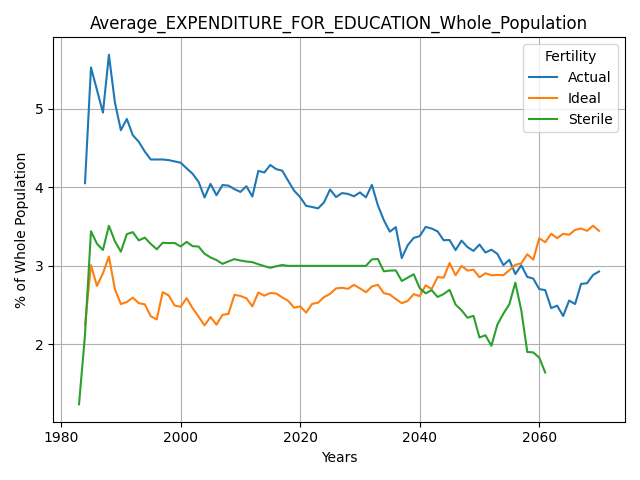 Average_EXPENDITURE_FOR_EDUCATION_Whole_Population
Fertility
Actual
Ideal
Sterile
% of Whole Population
5
4
3
2
1980
2000
2020
2040
2060
Years